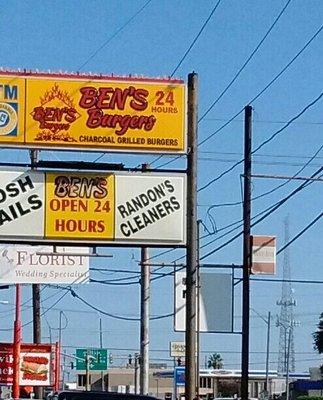 TM
BEN'S
Burgers
BEN'S
Burgers
24
HOURS
CHARCOAL GRILLED BURGERS
OSH
AILS
BEN'S
OPEN 24
HOURS
RANDON'S
CLEANERS
FLORIST
Wedding Specialist